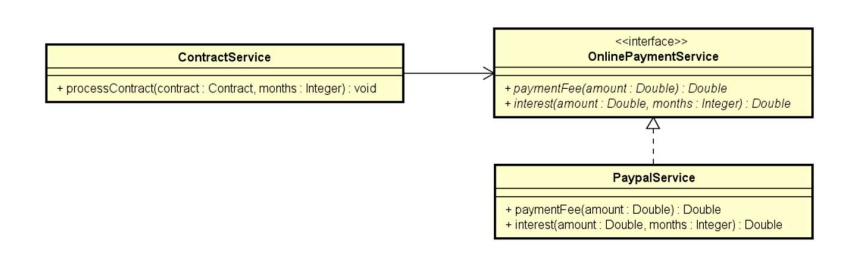 ContractService
+ processContract(contract : Contract, months : Integer) : void
<<interface>>
OnlinePaymentService
+ paymentFee(amount : Double) : Double
+ interest(amount : Double, months : Integer) : Double
PaypalService
+ paymentFee(amount : Double) : Double
+ interest(amount : Double, months : Integer) : Double